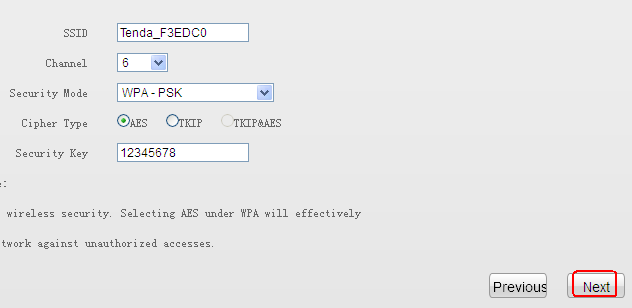 SSID Tenda_F3EDC0
Channel 6
Security Mode WPA - PSK
Cipher Type AES TKIP TKIP&AES
Security Key 12345678
e:
wireless security. Selecting AES under WPA will effectively
twork against unauthorized accesses.
Previous Next